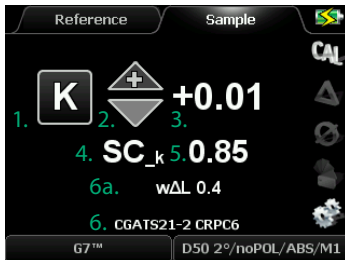 Reference Sample
CAL
1. K 2. + 3. +0.01
4. SC_k 5. 0.85
6a. w∆L 0.4
6. CGATS21-2 CRPC6
G7™ D50 2°/noPOL/ABS/M1